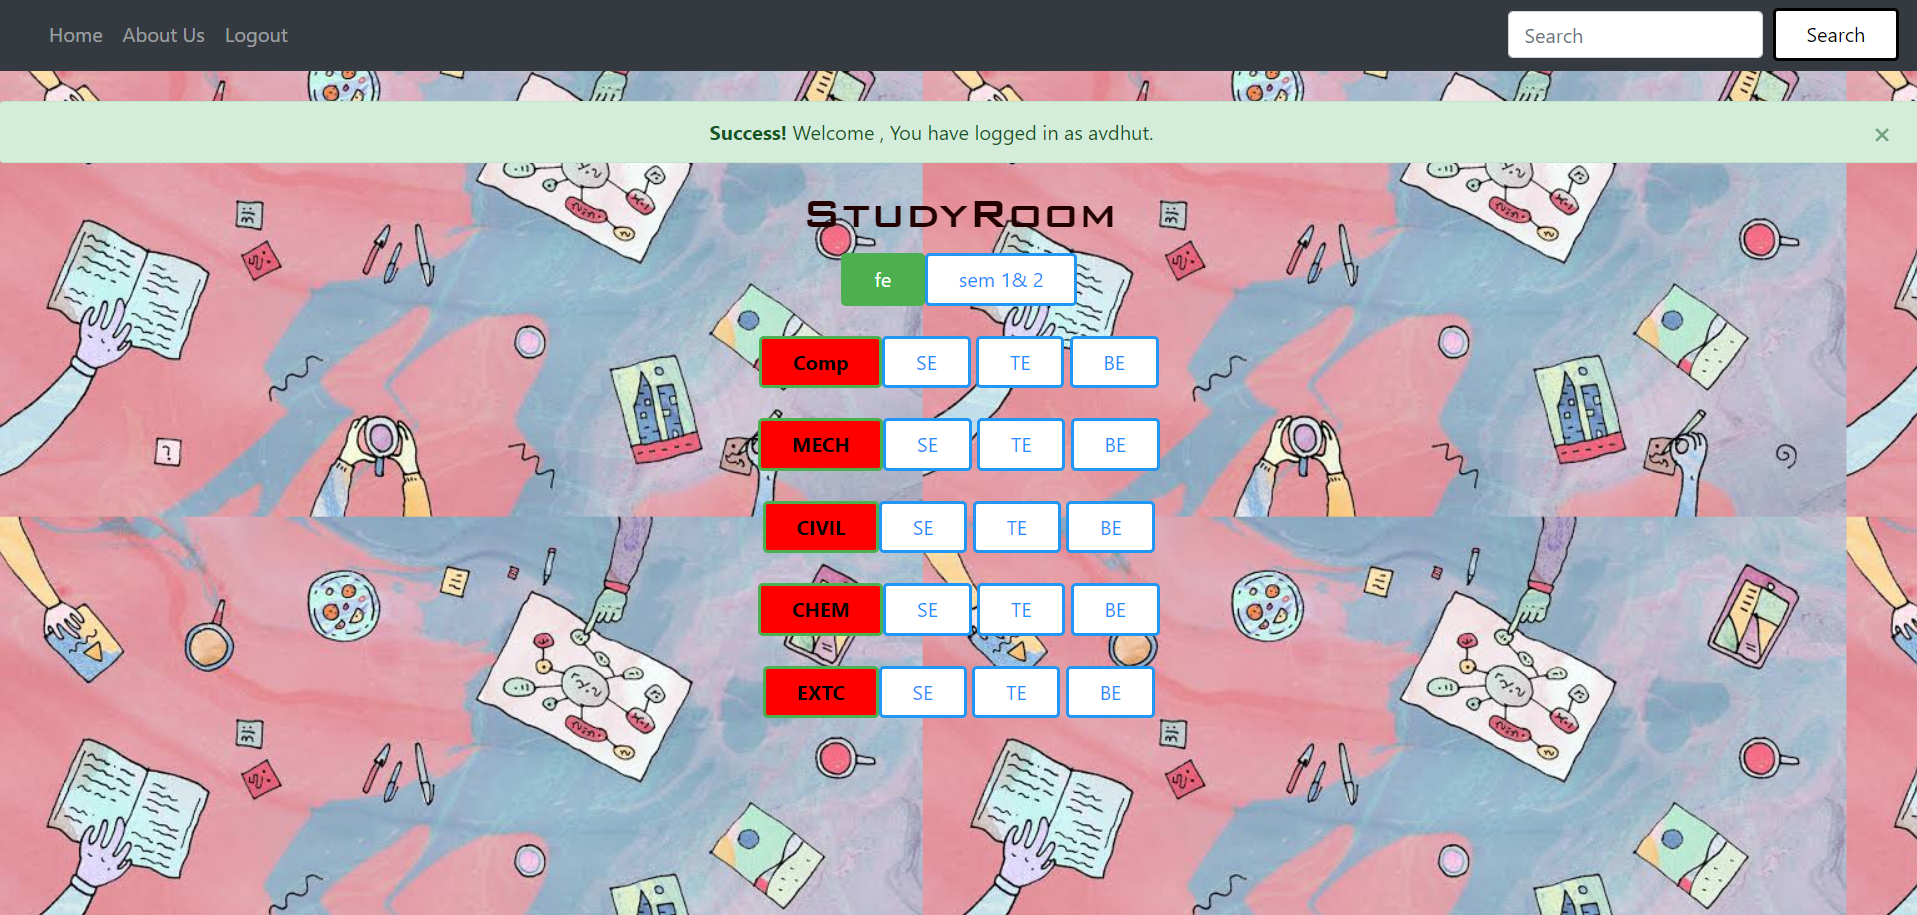 Home About Us Logout Search Search
Success! Welcome , You have logged in as avdhut. ×
StudyRoom
fe sem 1& 2
Comp SE TE BE
MECH SE TE BE
CIVIL SE TE BE
CHEM SE TE BE
EXTC SE TE BE